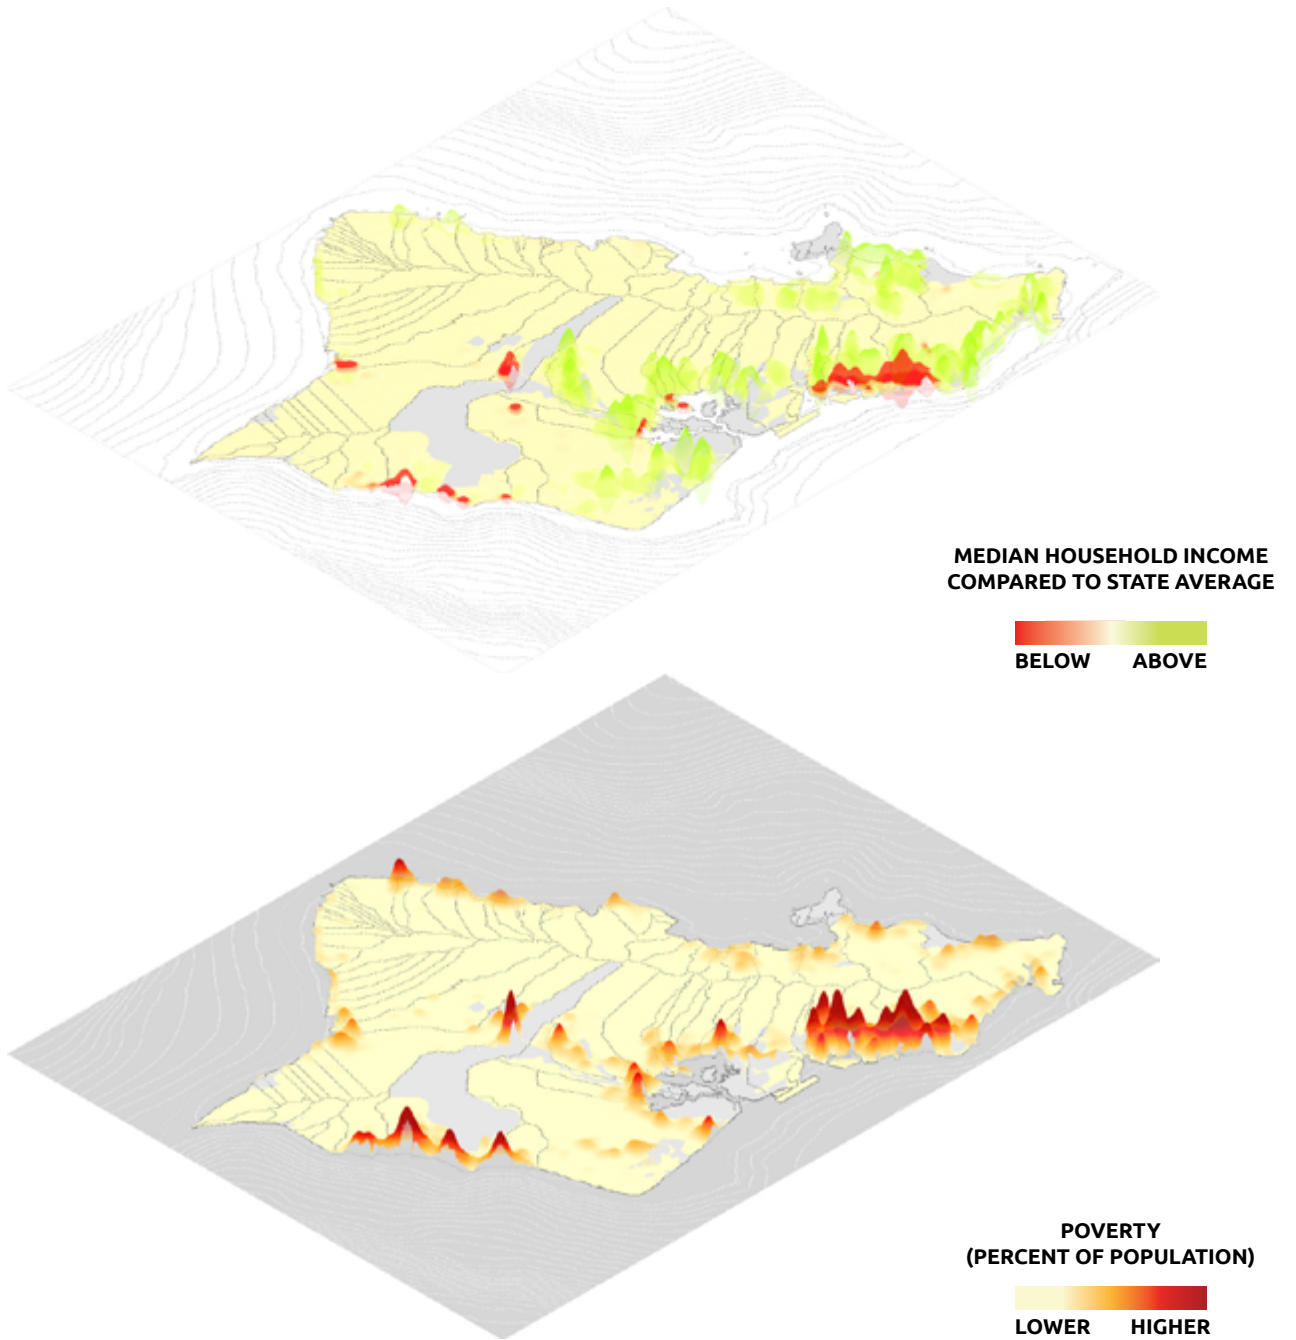 MEDIAN HOUSEHOLD INCOME
COMPARED TO STATE AVERAGE
BELOW ABOVE
POVERTY
(PERCENT OF POPULATION)
LOWER HIGHER